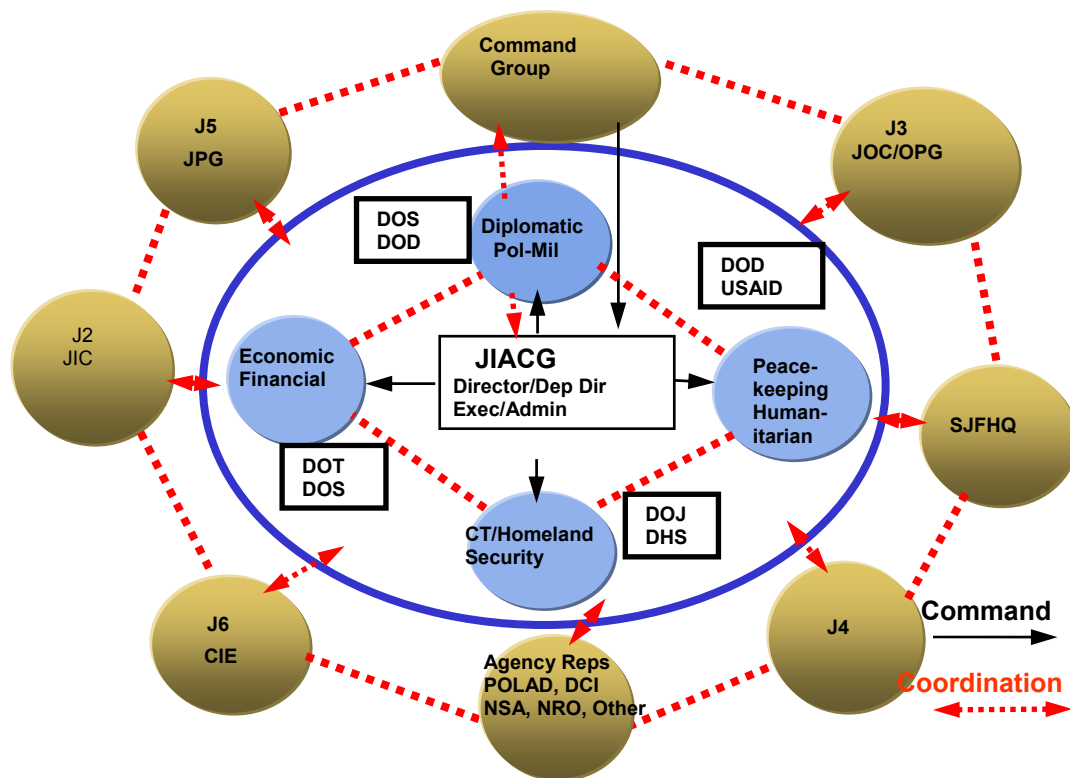 Command
Group
J5
JPG
J3
JOC/OPG
DOS
DOD
Diplomatic
Pol-Mil
DOD
USAID
J2
JIC
Economic
Financial
JIACG
Director/Dep Dir
Exec/Admin
Peace-
keeping
Human-
itarian
SJFHQ
DOT
DOS
CT/Homeland
Security
DOJ
DHS
J6
CIE
Agency Reps
POLAD, DCI
NSA, NRO, Other
J4
Command
Coordination